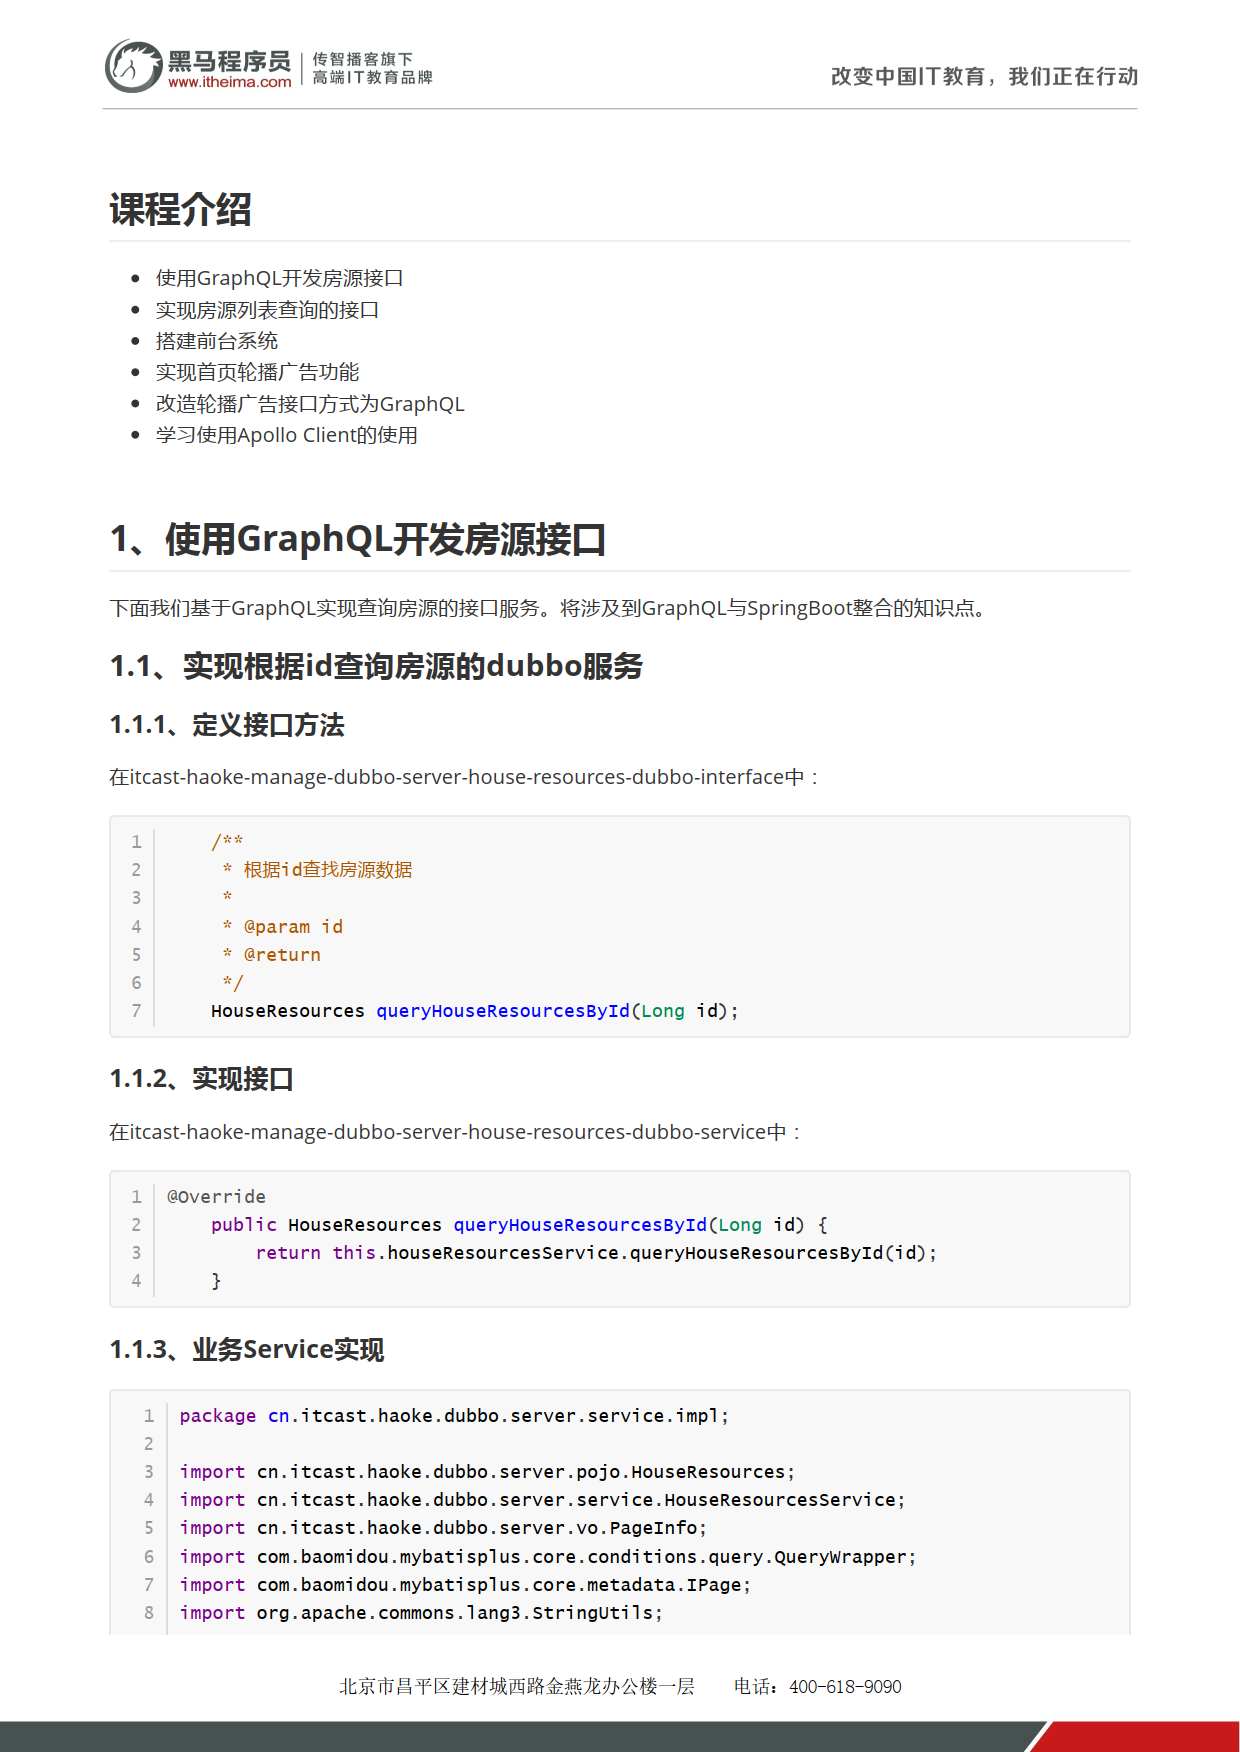 黑马程序员
www.itheima.com
传智播客旗下
高端IT教育品牌
改变中国IT教育，我们正在行动
课程介绍
使用GraphQL开发房源接口
实现房源列表查询的接口
搭建前台系统
实现首页轮播广告功能
改造轮播广告接口方式为GraphQL
学习使用Apollo Client的使用
1、使用GraphQL开发房源接口
下面我们基于GraphQL实现查询房源的接口服务。将涉及到GraphQL与SpringBoot整合的知识点。
1.1、实现根据id查询房源的dubbo服务
1.1.1、定义接口方法
在itcast-haoke-manage-dubbo-server-house-resources-dubbo-interface中：
1 /**
2 * 根据id查找房源数据
3 *
4 * @param id
5 * @return
6 */
7 HouseResources queryHouseResourcesById(Long id);
1.1.2、实现接口
在itcast-haoke-manage-dubbo-server-house-resources-dubbo-service中：
1 @Override
2 public HouseResources queryHouseResourcesById(Long id) {
3 return this.houseResourcesService.queryHouseResourcesById(id);
4 }
1.1.3、业务Service实现
1 package cn.itcast.haoke.dubbo.server.service.impl;
2
3 import cn.itcast.haoke.dubbo.server.pojo.HouseResources;
4 import cn.itcast.haoke.dubbo.server.service.HouseResourcesService;
5 import cn.itcast.haoke.dubbo.server.vo.PageInfo;
6 import com.baomidou.mybatisplus.core.conditions.query.QueryWrapper;
7 import com.baomidou.mybatisplus.core.metadata.IPage;
8 import org.apache.commons.lang3.StringUtils;
北京市昌平区建材城西路金燕龙办公楼一层 电话：400-618-9090